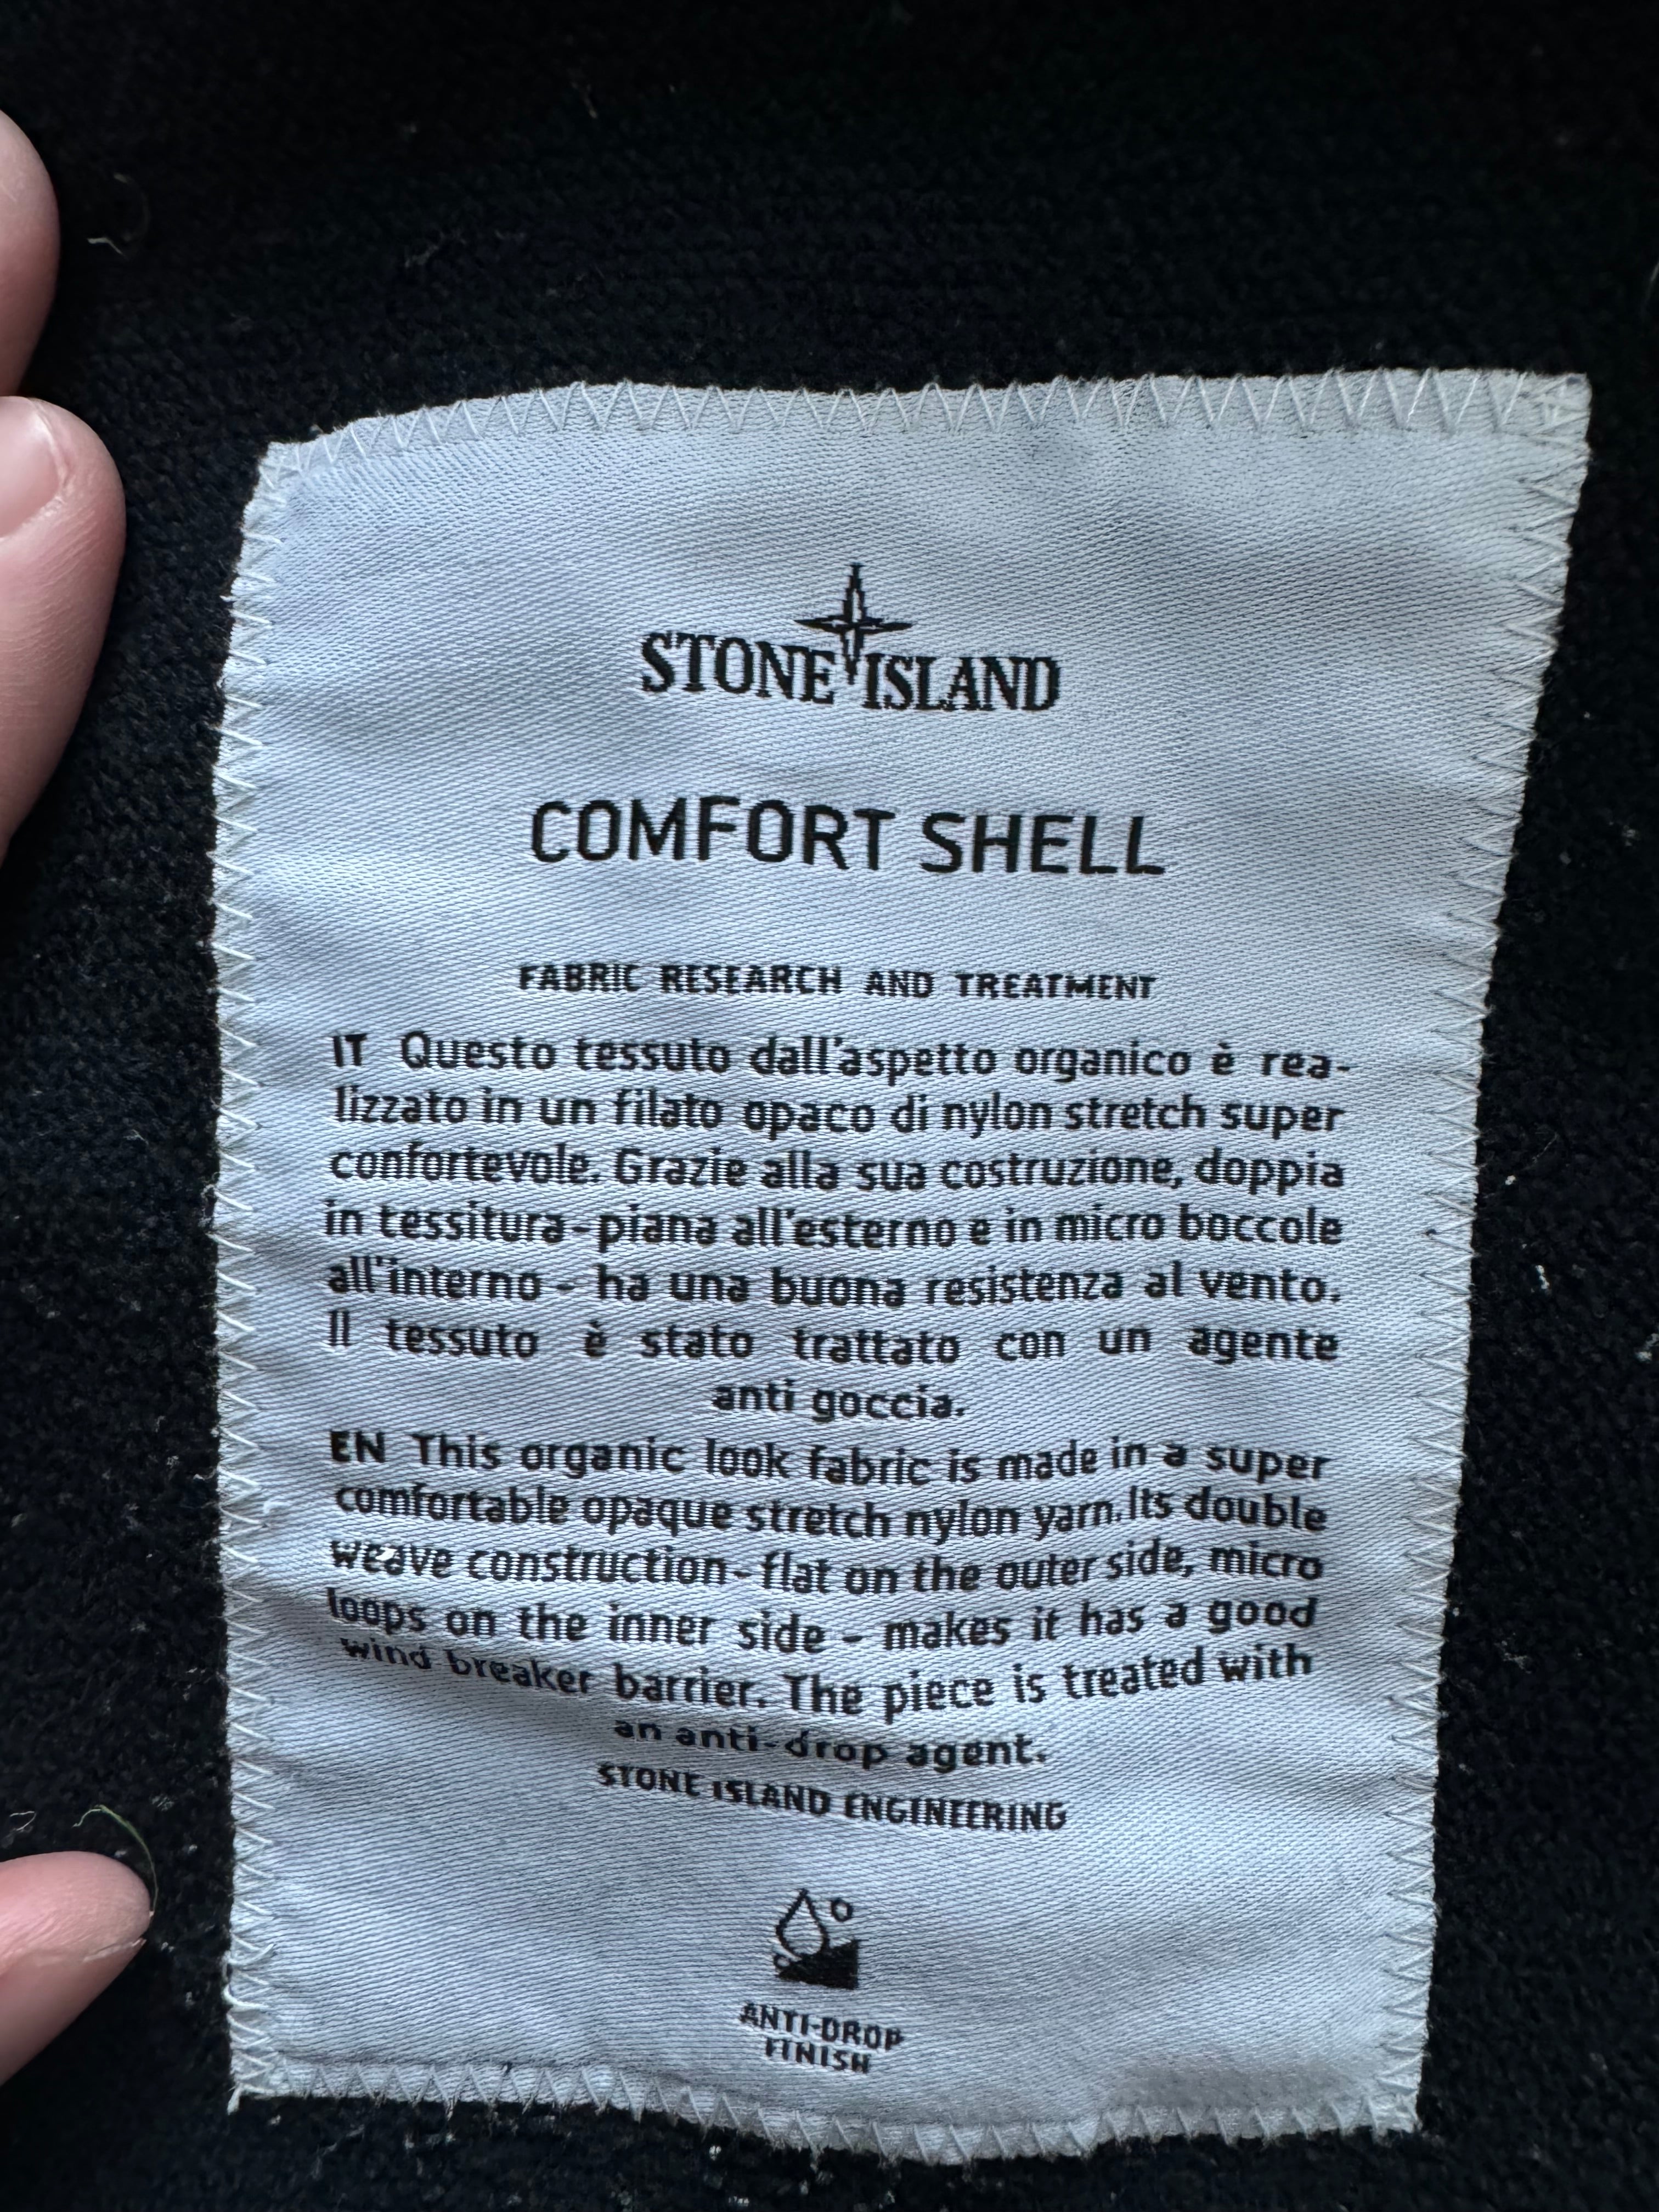 STONE ISLAND
COMFORT SHELL
FABRIC RESEARCH AND TREATMENT
IT Questo tessuto dall'aspetto organico è rea-
lizzato in un filato opaco di nylon stretch super
confortevole. Grazie alla sua costruzione, doppia
in tessitura-piana all'esterno e in micro boccole
all'interno - ha una buona resistenza al vento.
Il tessuto è stato trattato con un agente
anti goccia.
EN This organic look fabric is made in a super
comfortable opaque stretch nylon yarn. Its double
weave construction- flat on the outer side, micro
loops on the inner side - makes it has a good
wind breaker barrier. The piece is treated with
an anti-drop agent.
STONE ISLAND ENGINEERING
ANTI-DROP
FINISH